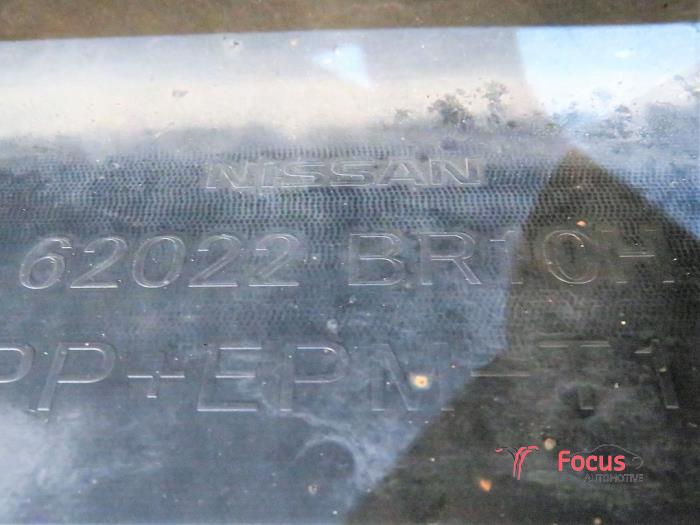 NISSAN
62022 BR10H
PP+EPM-T1
Focus
AUTOMOTIVE